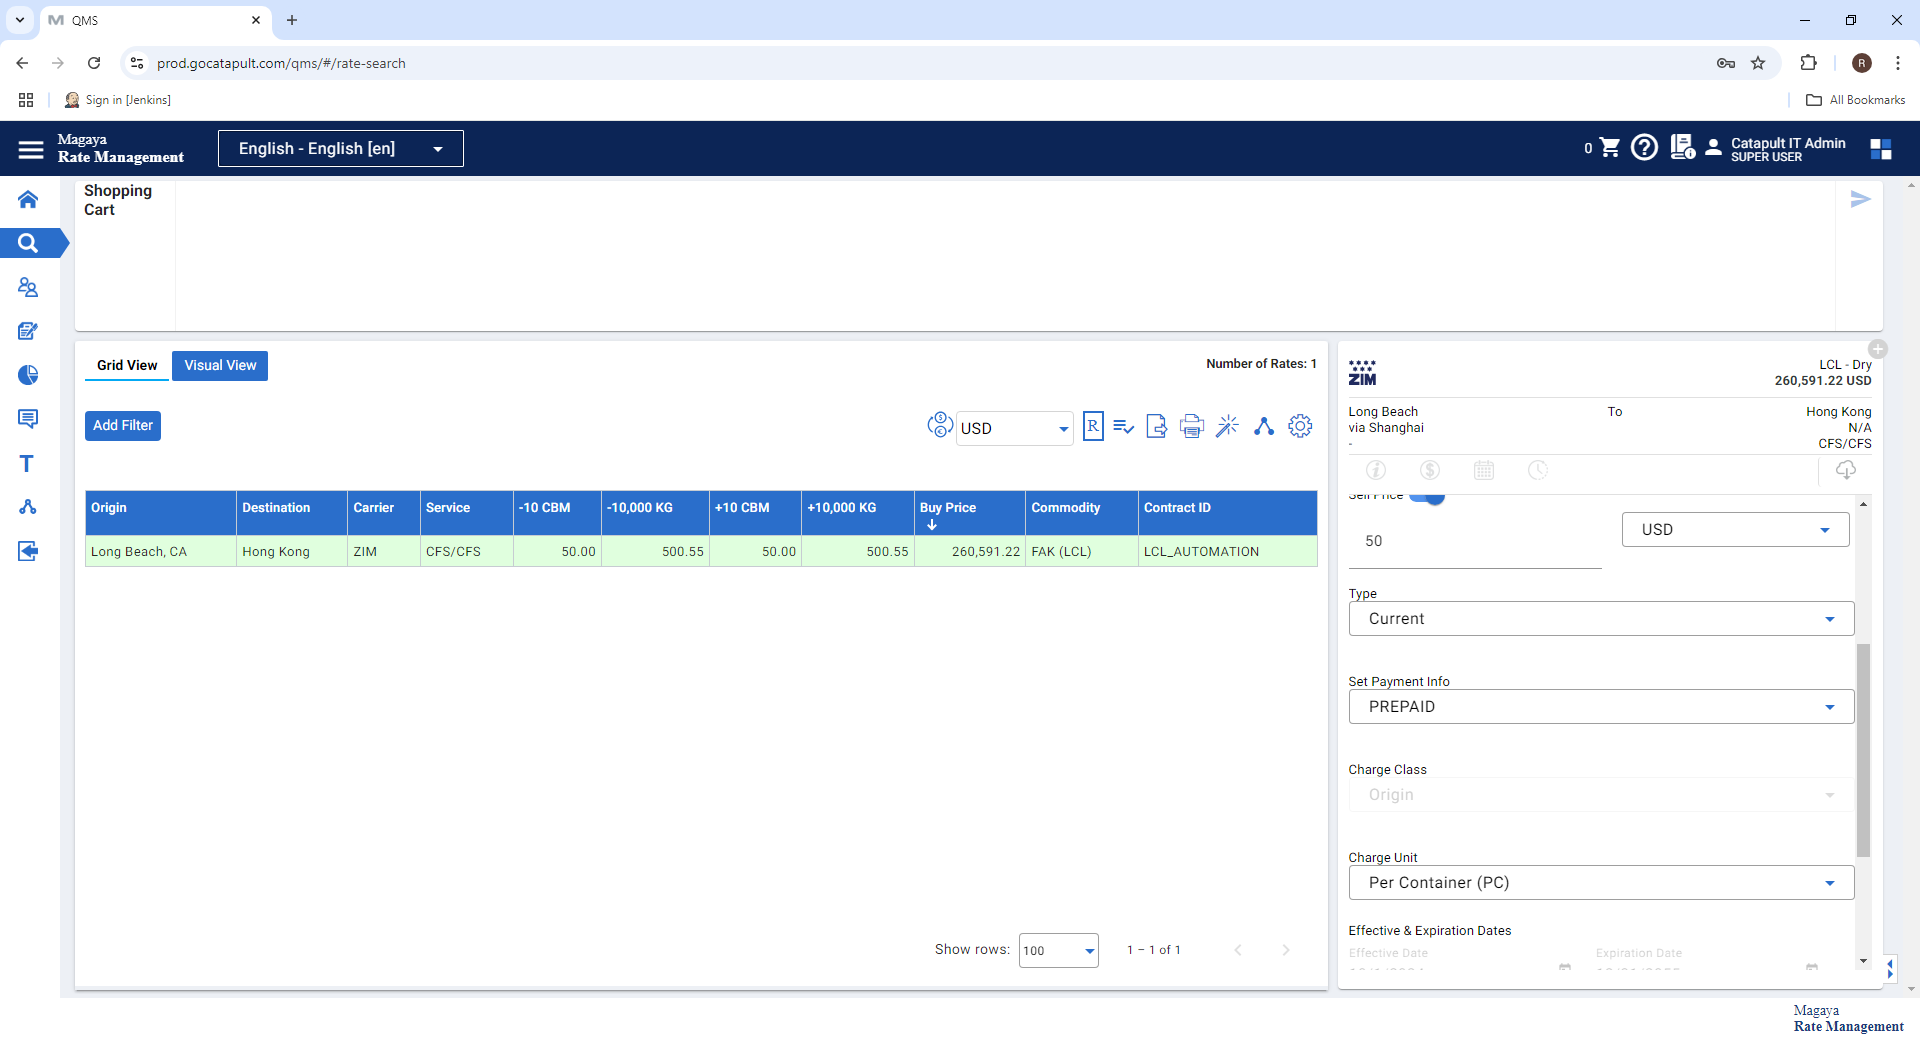 QMS
prod.gocatapult.com/qms/#/rate-search
R
Sign in [Jenkins]
All Bookmarks
Magaya
Rate Management
English - English [en]
0
Catapult IT Admin
SUPER USER
Shopping
Cart
Grid View
Visual View
Number of Rates: 1
Add Filter
USD
R
Origin
Destination
Carrier
Service
-10 CBM
-10,000 KG
+10 CBM
+10,000 KG
Buy Price
Commodity
Contract ID
Long Beach, CA
Hong Kong
ZIM
CFS/CFS
50.00
500.55
50.00
500.55
260,591.22
FAK (LCL)
LCL_AUTOMATION
Show rows:
100
1 – 1 of 1
ZIM
LCL - Dry
260,591.22 USD
Long Beach
To
Hong Kong
via Shanghai
N/A
-
CFS/CFS
Sell Price
50
USD
Type
Current
Set Payment Info
PREPAID
Charge Class
Origin
Charge Unit
Per Container (PC)
Effective & Expiration Dates
Effective Date
Expiration Date
T
Magaya
Rate Management